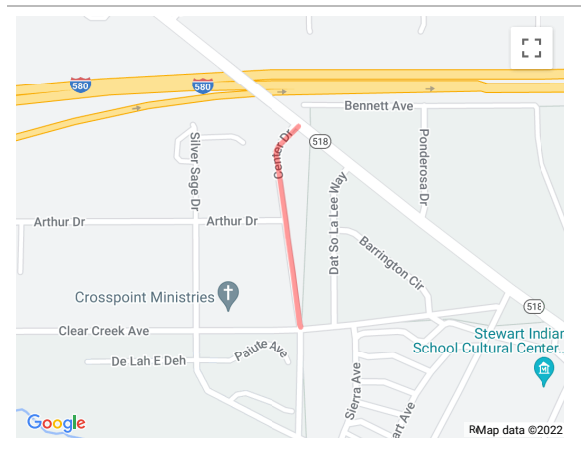 580
580
Bennett Ave
518
Center Dr
Silver Sage Dr
Ponderosa Dr
Dat So La Lee Way
Arthur Dr
Arthur Dr
Barrington Cir
Crosspoint Ministries
518
Clear Creek Ave
Stewart Indian
School Cultural Center
De Lah E Deh
Paiute Ave
Sierra Ave
art Ave
Google
Map data ©2022